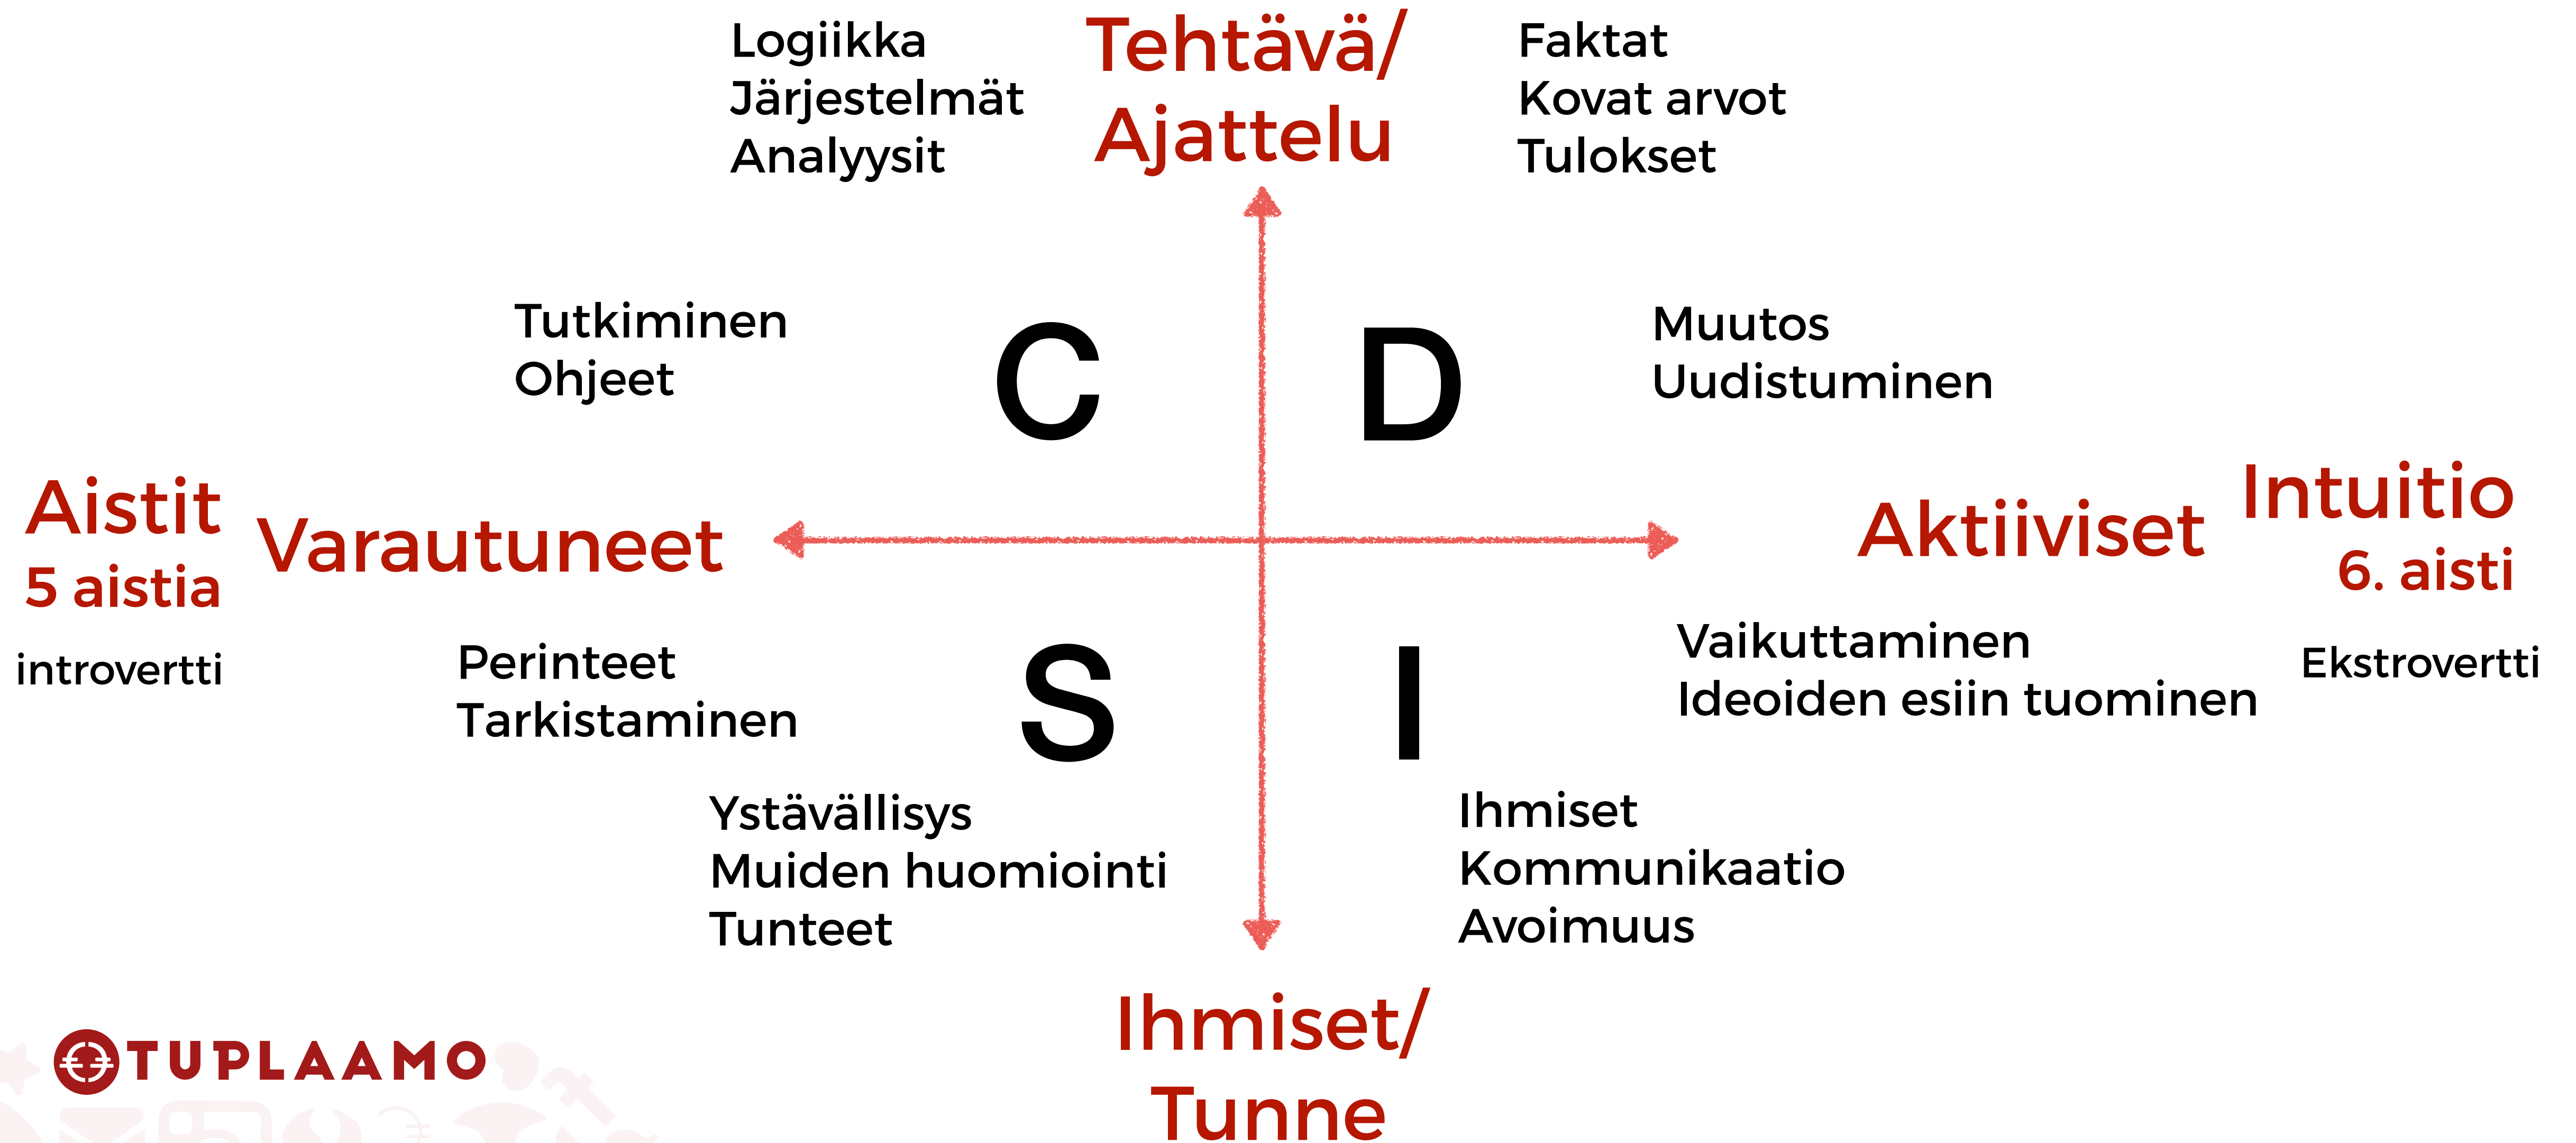 Logiikka
Järjestelmät
Analyysit
Tehtävä/
Ajattelu
Faktat
Kovat arvot
Tulokset
Tutkiminen
Ohjeet
C
D
Muutos
Uudistuminen
Aistit
5 aistia
introvertti
Varautuneet
Aktiiviset
Intuitio
6. aisti
Ekstrovertti
Perinteet
Tarkistaminen
S
I
Vaikuttaminen
Ideoiden esiin tuominen
Ystävällisys
Muiden huomiointi
Tunteet
Ihmiset
Kommunikaatio
Avoimuus
Ihmiset/
Tunne
TUPLAAMO